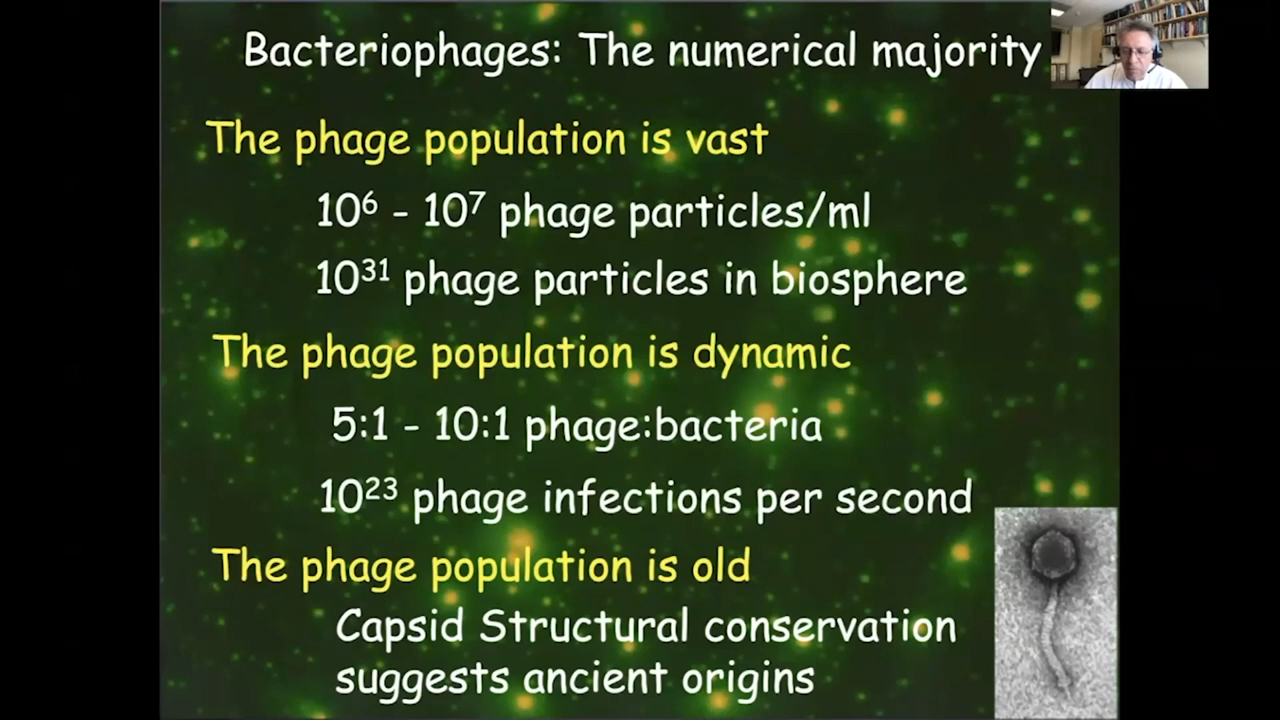 Bacteriophages: The numerical majority
The phage population is vast
10⁶ - 10⁷ phage particles/ml
10³¹ phage particles in biosphere
The phage population is dynamic
5:1 - 10:1 phage:bacteria
10²³ phage infections per second
The phage population is old
Capsid Structural conservation
suggests ancient origins